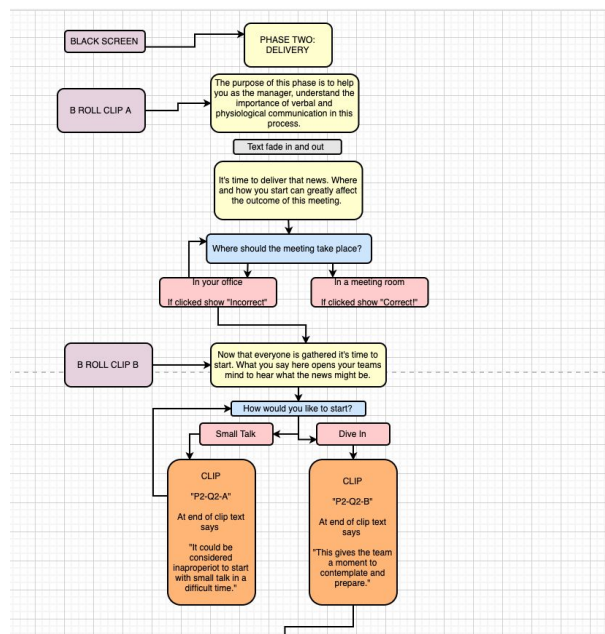 BLACK SCREEN
PHASE TWO:
DELIVERY
B ROLL CLIP A
The purpose of this phase is to help
you as the manager, understand the
importance of verbal and
physiological communication in this
process.
Text fade in and out
It's time to deliver that news. Where
and how you start can greatly affect
the outcome of this meeting.
Where should the meeting take place?
In your office
If clicked show "Incorrect"
In a meeting room
If clicked show "Correct!"
B ROLL CLIP B
Now that everyone is gathered it's time to
start. What you say here opens your teams
mind to hear what the news might be.
How would you like to start?
Small Talk
Dive In
CLIP
"P2-Q2-A"
At end of clip text
says
"It could be
considered
inaproperiot to start
with small talk in a
difficult time."
CLIP
"P2-Q2-B"
At end of clip text
says
"This gives the team
a moment to
contemplate and
prepare."